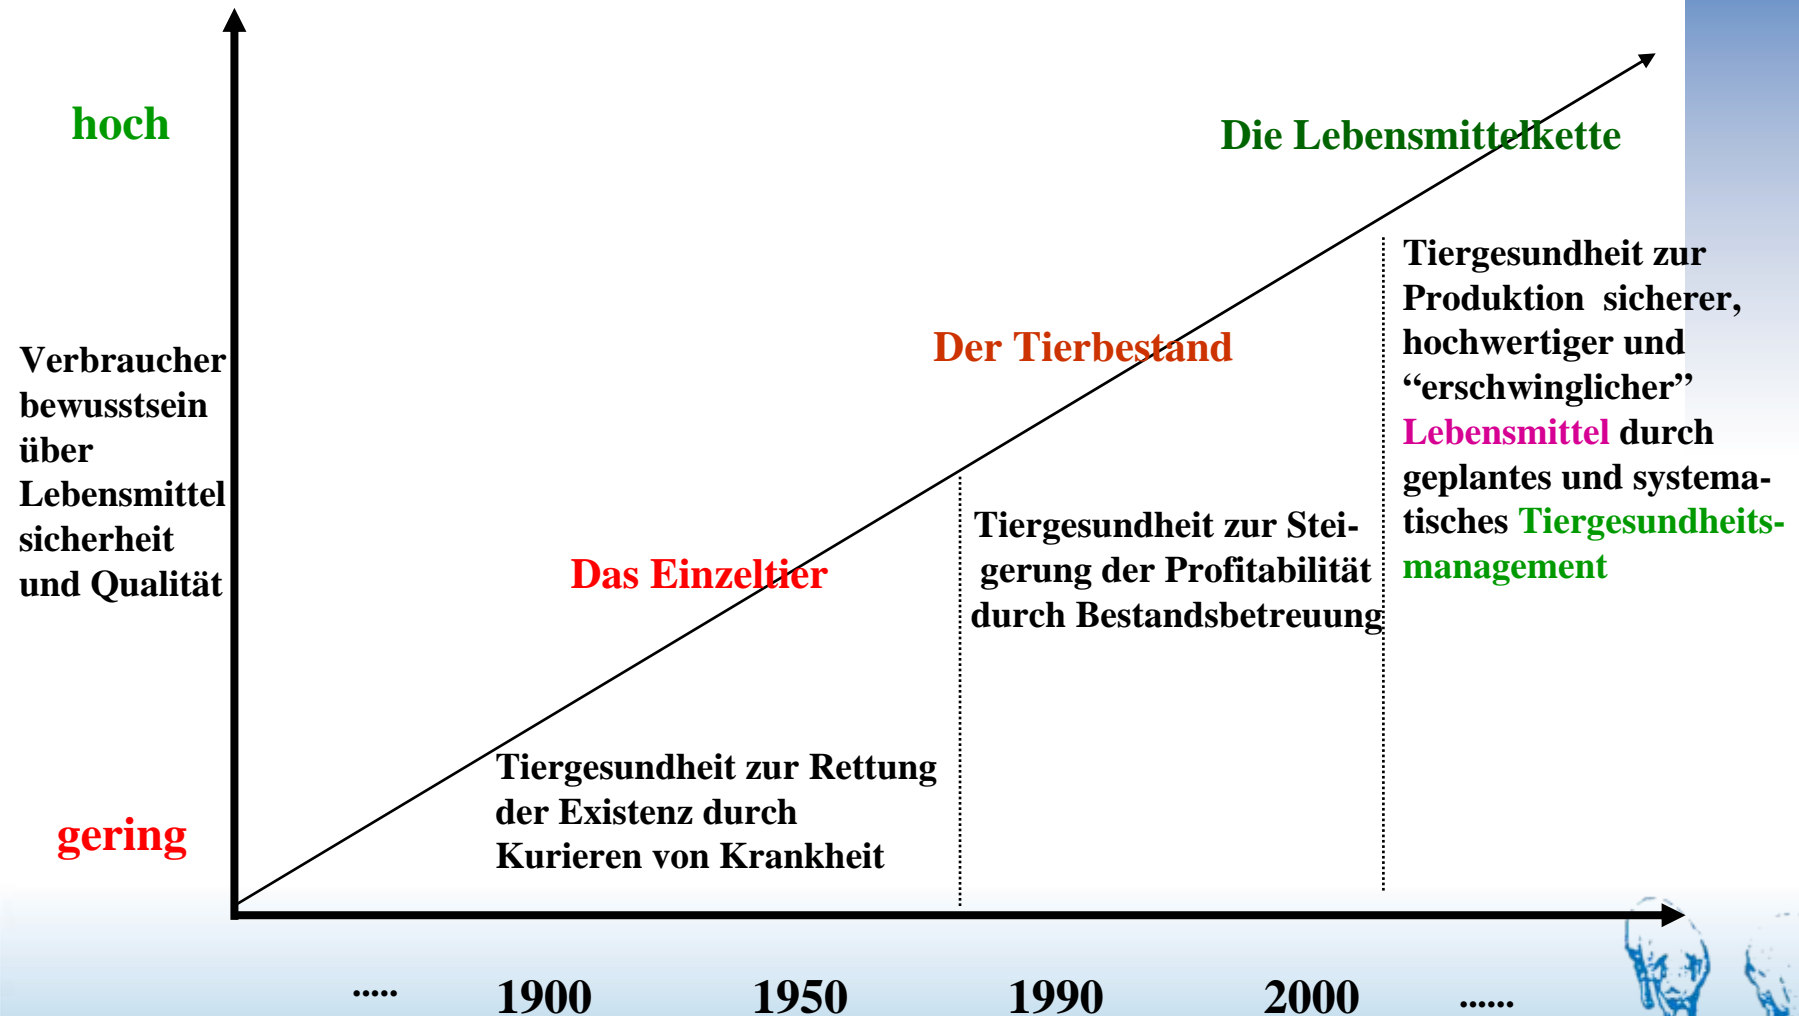 hoch
Die Lebensmittelkette
Tiergesundheit zur
Produktion sicherer,
hochwertiger und
“erschwinglicher”
Lebensmittel durch
geplantes und systema-
tisches Tiergesundheits-
management
Der Tierbestand
Verbraucher
bewusstsein
über
Lebensmittel
sicherheit
und Qualität
Tiergesundheit zur Stei-
gerung der Profitabilität
durch Bestandsbetreuung
Das Einzeltier
Tiergesundheit zur Rettung
der Existenz durch
Kurieren von Krankheit
gering
..... 1900 1950 1990 2000 ......